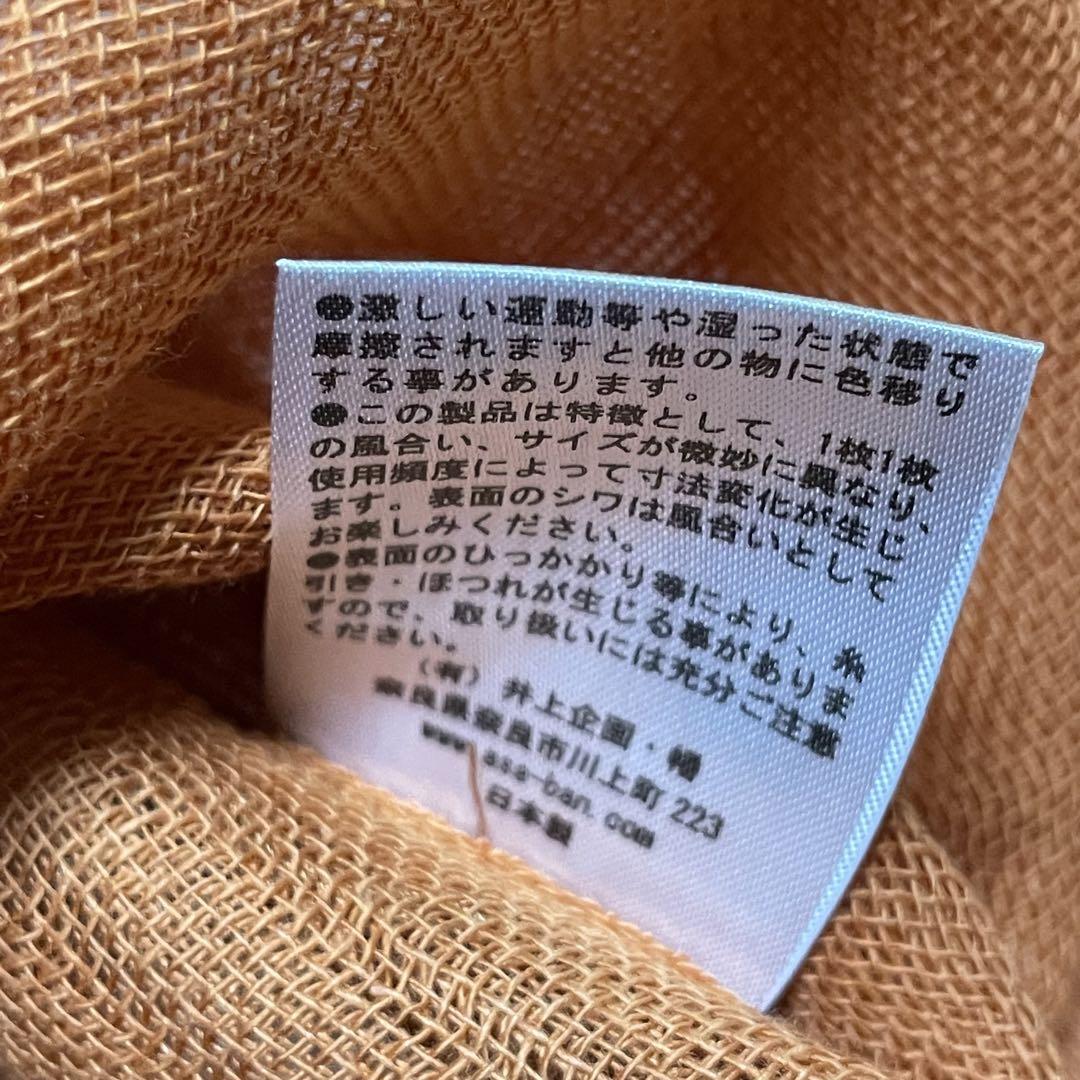 ●激しい運動等や湿った状態で
摩擦されますと他の物に色移り
する事があります。
●この製品は特徴として、1枚1枚
の風合い、サイズが微妙に異なり、
使用頻度によって寸法変化が生じ
ます。表面のシワは風合いとして
お楽しみください。
●表面のひっかかり等により、糸
引き・ほつれが生じる事がありま
すので、取り扱いには充分ご注意
ください。
(有) 井上企画・幡
奈良県奈良市川上町 223
www.asa-ban.com
日本製